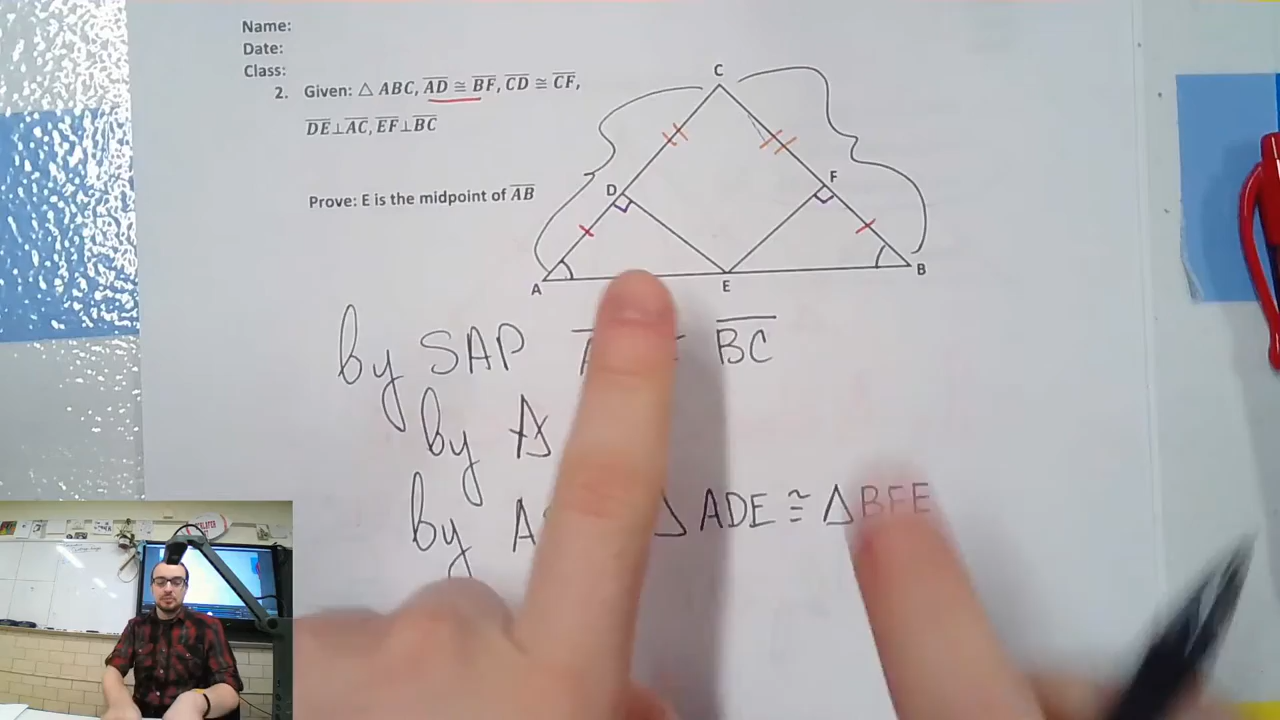 Name:
Date:
Class:
2. Given: △ ABC, AD ≅ BF, CD ≅ CF,
DE⊥AC, EF⊥BC
Prove: E is the midpoint of AB
C
D
F
A
E
B
by SAP BC
by
by △ ADE ≅ △ BFE